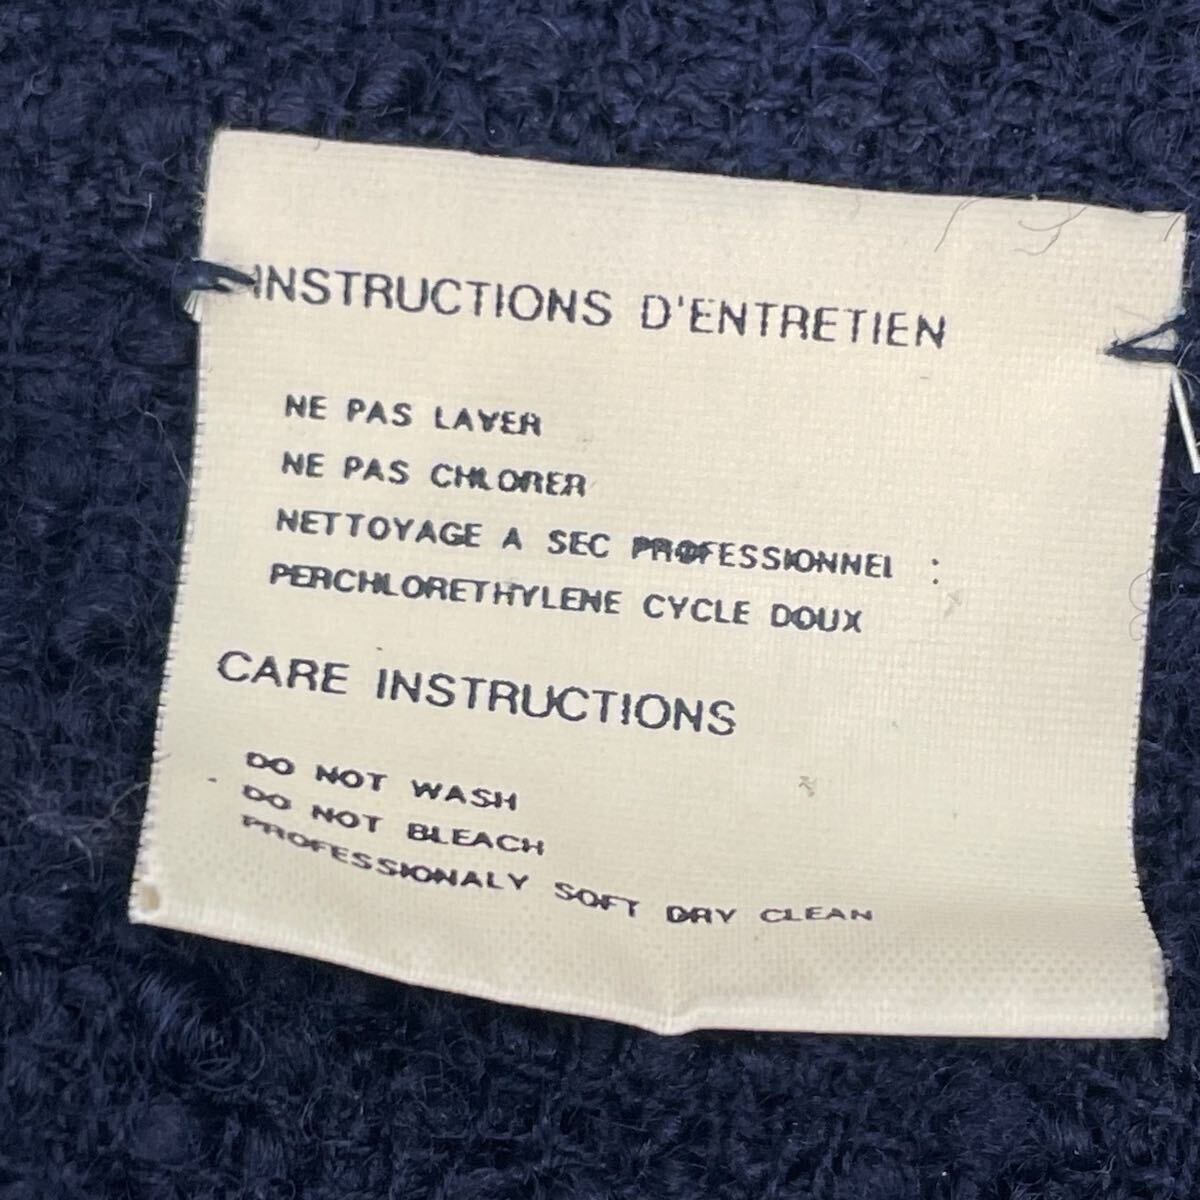 INSTRUCTIONS D'ENTRETIEN
NE PAS LAVER
NE PAS CHLORER
NETTOYAGE A SEC PROFESSIONNEL :
PERCHLORETHYLENE CYCLE DOUX
CARE INSTRUCTIONS
DO NOT WASH
DO NOT BLEACH
PROFESSIONALY SOFT DRY CLEAN